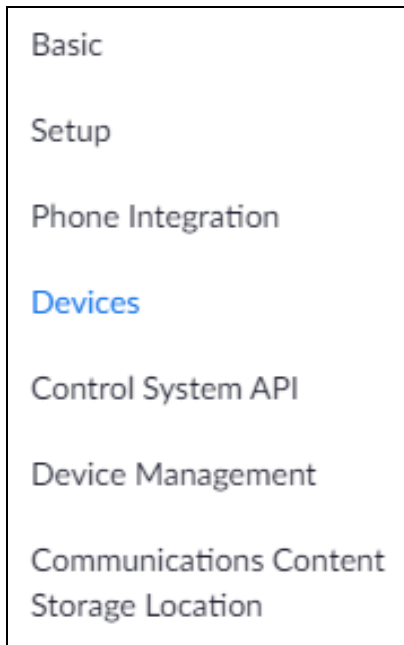 Basic
Setup
Phone Integration
Devices
Control System API
Device Management
Communications Content
Storage Location